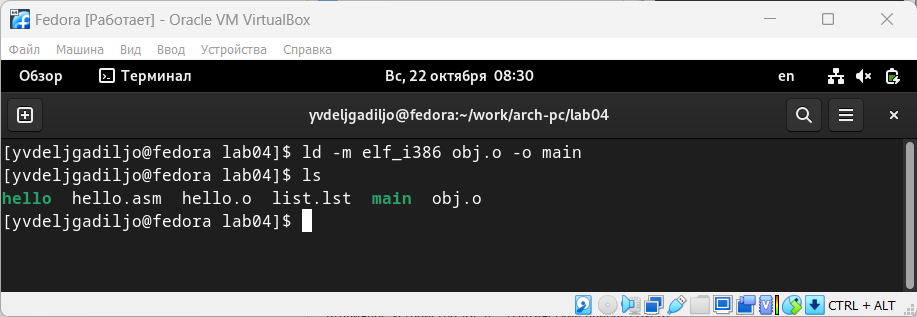 Fedora [Работает] - Oracle VM VirtualBox
Файл Машина Вид Ввод Устройства Справка
Обзор Терминал Вс, 22 октября 08:30 en
yvdeljgadiljo@fedora:~/work/arch-pc/lab04
[yvdeljgadiljo@fedora lab04]$ ld -m elf_i386 obj.o -o main
[yvdeljgadiljo@fedora lab04]$ ls
hello hello.asm hello.o list.lst main obj.o
[yvdeljgadiljo@fedora lab04]$
CTRL + ALT